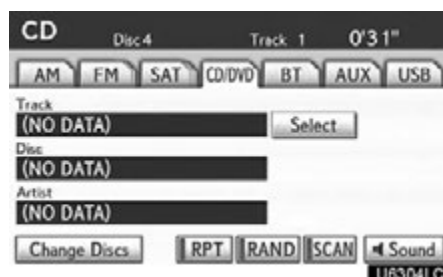 CD Disc 4 Track 1 0'31"
AM FM SAT CD/DVD BT AUX USB
Track
(NO DATA) Select
Disc
(NO DATA)
Artist
(NO DATA)
Change Discs RPT RAND SCAN Sound